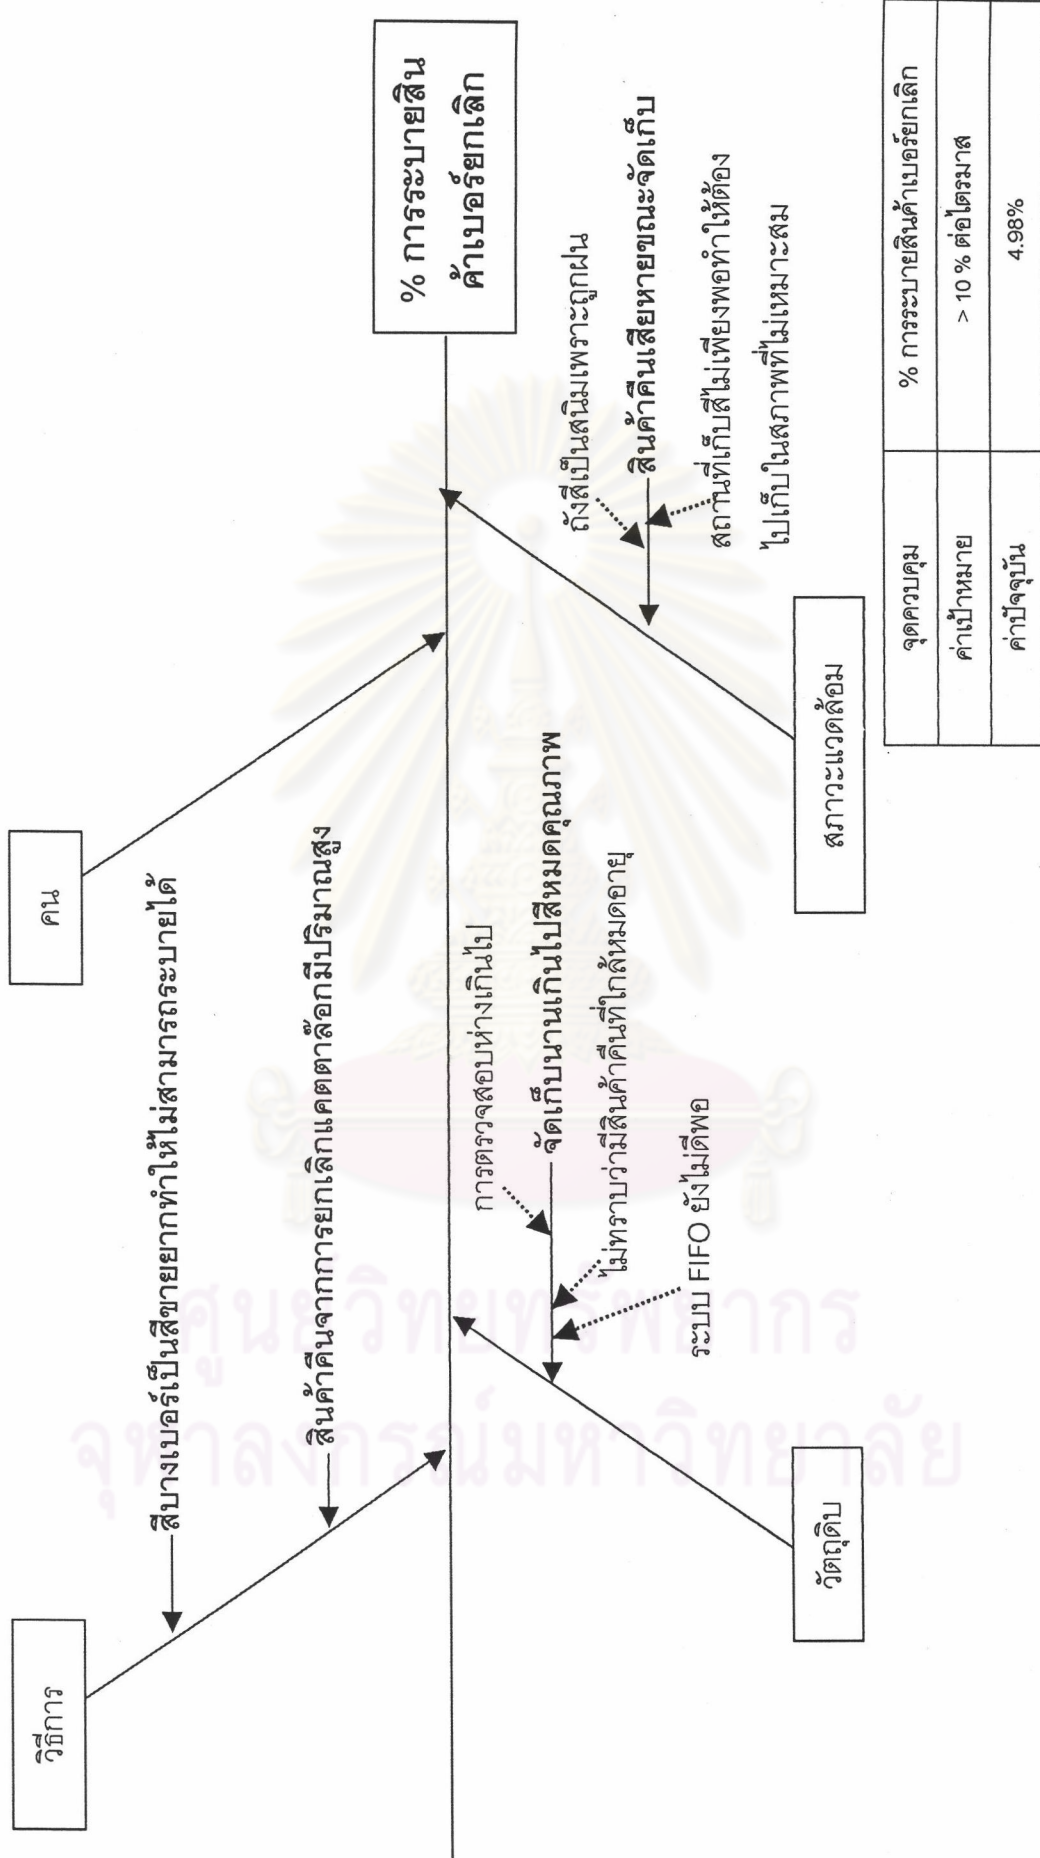 วิธีการ
คน
สีบางเบอร์เป็นสีขายยากทำให้ไม่สามารถระบายได้
สินค้าคืนจากการยกเลิกแคตตาล๊อกมีปริมาณสูง
% การระบายสิน
ค้าเบอร์ยกเลิก
การตรวจสอบห่างเกินไป
จัดเก็บนานเกินไปสีหมดคุณภาพ
ไม่ทราบว่ามีสินค้าคืนที่ใกล้หมดอายุ
ระบบ FIFO ยังไม่ดีพอ
ถังสีเป็นสนิมเพราะถูกฝน
สินค้าคืนเสียหายขณะจัดเก็บ
สถานที่เก็บสีไม่เพียงพอทำให้ต้อง
ไปเก็บในสภาพที่ไม่เหมาะสม
วัตถุดิบ
สภาวะแวดล้อม
จุดควบคุม % การระบายสินค้าเบอร์ยกเลิก
ค่าเป้าหมาย > 10 % ต่อไตรมาส
ค่าปัจจุบัน 4.98%
ศูนย์วิทยทรัพยากร
จุฬาลงกรณ์มหาวิทยาลัย